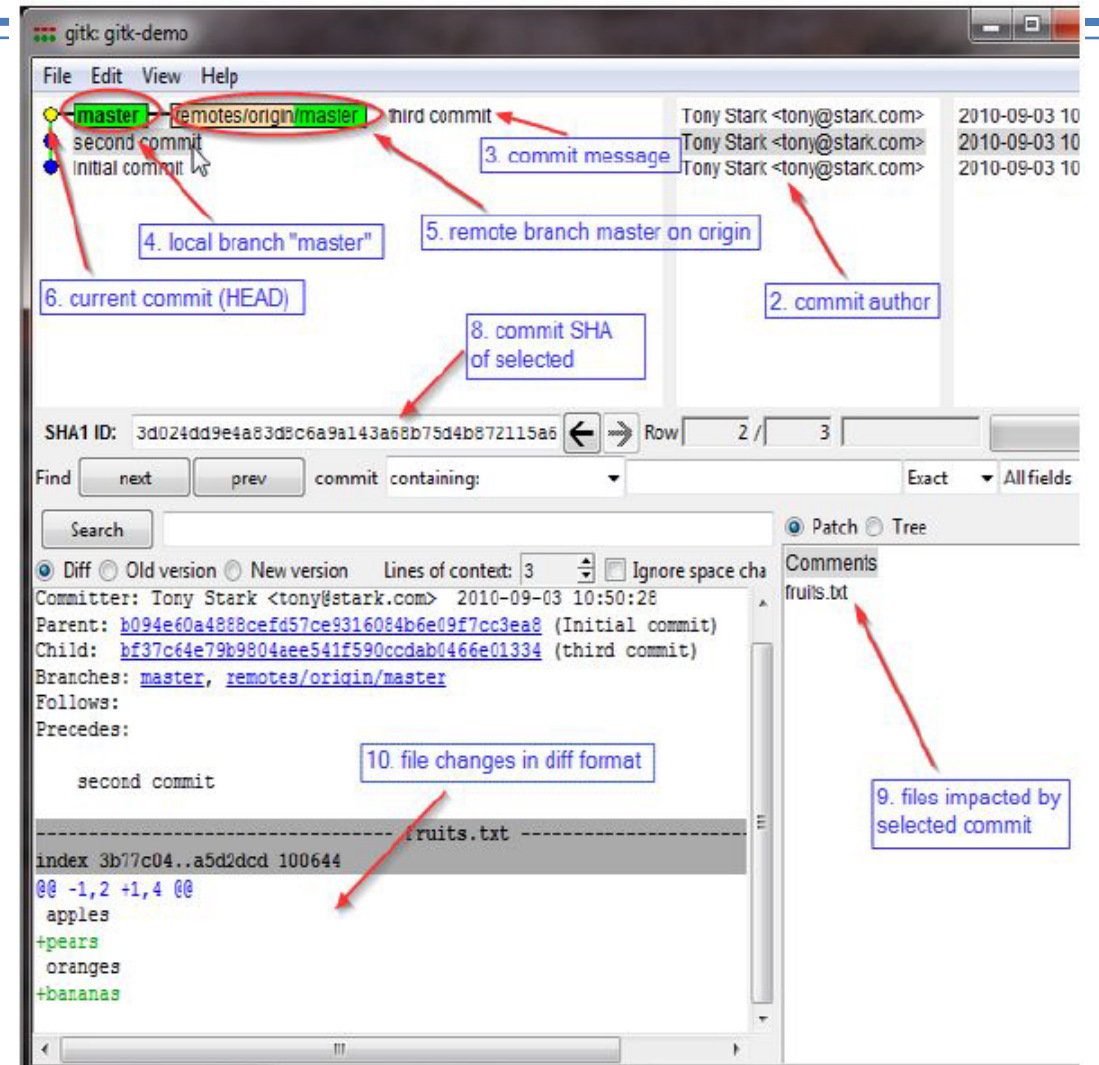 gitk: gitk-demo
File Edit View Help
master remotes/origin/master third commit Tony Stark <tony@stark.com> 2010-09-03 10
second commit Tony Stark <tony@stark.com> 2010-09-03 10
Initial commit Tony Stark <tony@stark.com> 2010-09-03 10
3. commit message
4. local branch "master"
5. remote branch master on origin
6. current commit (HEAD)
2. commit author
8. commit SHA
of selected
SHA1 ID: 3d024dd9e4a83d8c6a9a143a68b75d4b872115a6 Row 2 / 3
Find next prev commit containing: Exact All fields
Search
Patch Tree
Diff Old version New version Lines of context: 3 Ignore space cha
Comments
fruits.txt
Committer: Tony Stark <tony@stark.com> 2010-09-03 10:50:28
Parent: b094e60a4888cefd57ce9316084b6e09f7cc3ea8 (Initial commit)
Child: bf37c64e79b9804aee541f590ccdab0466e01334 (third commit)
Branches: master, remotes/origin/master
Follows:
Precedes:
second commit
10. file changes in diff format
9. files impacted by
selected commit
---------------------------------- fruits.txt ----------------------
index 3b77c04..a5d2dcd 100644
@@ -1,2 +1,4 @@
apples
+pears
oranges
+bananas